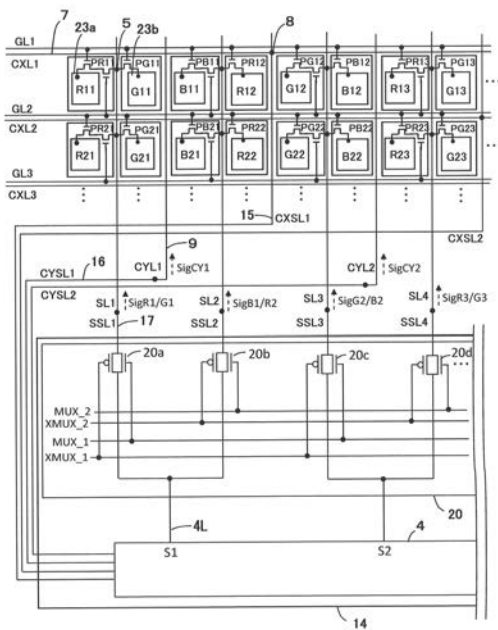 23a 5 23b 8
7
GL1
CXL1
PR11 PG11 PB11 PR12 PG12 PB12 PR13 PG13
R11 G11 B11 R12 G12 B12 R13 G13 ...
GL2
CXL2
PR21 PG21 PB21 PR22 PG22 PB22 PR23 PG23
R21 G21 B21 R22 G22 B22 R23 G23
GL3
CXL3
15 CXSL1
CXSL2
16 9
CYSL1 CYL1 SigCY1 CYL2 SigCY2
CYSL2
SL1 SigR1/G1 SL2 SigB1/R2 SL3 SigG2/B2 SL4 SigR3/G3
SSL1 17 SSL2 SSL3 SSL4
20a 20b 20c 20d
...
MUX_2
XMUX_2
MUX_1
XMUX_1
20
4L 4
S1 S2
14